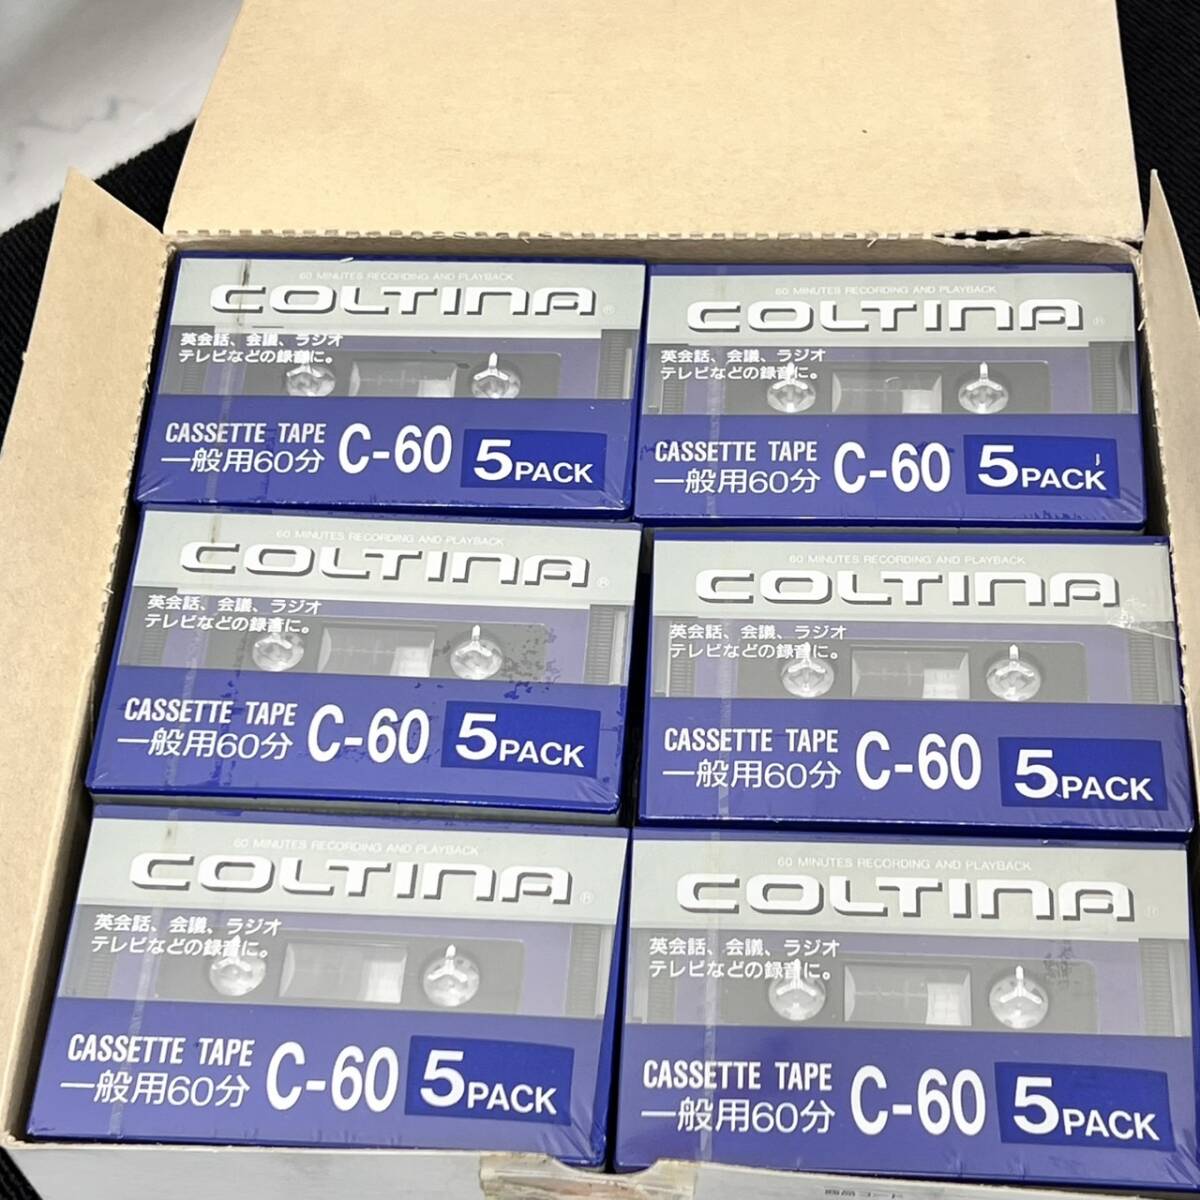 60 MINUTES RECORDING AND PLAYBACK
COLTINA®
英会話、会議、ラジオ
テレビなどの録音に。
CASSETTE TAPE
一般用60分
C-60
5PACK
60 MINUTES RECORDING AND PLAYBACK
COLTINA®
英会話、会議、ラジオ
テレビなどの録音に。
CASSETTE TAPE
一般用60分
C-60
5PACK
60 MINUTES RECORDING AND PLAYBACK
COLTINA®
英会話、会議、ラジオ
テレビなどの録音に。
CASSETTE TAPE
一般用60分
C-60
5PACK
60 MINUTES RECORDING AND PLAYBACK
COLTINA
英会話、会議、ラジオ
テレビなどの録音に。
CASSETTE TAPE
一般用60分
C-60
5PACK
60 MINUTES RECORDING AND PLAYBACK
COLTINA®
英会話、会議、ラジオ
テレビなどの録音に。
CASSETTE TAPE
一般用60分
C-60
5PACK
60 MINUTES RECORDING AND PLAYBACK
COLTINA®
英会話、会議、ラジオ
テレビなどの録音に。
CASSETTE TAPE
一般用60分
C-60
5PACK